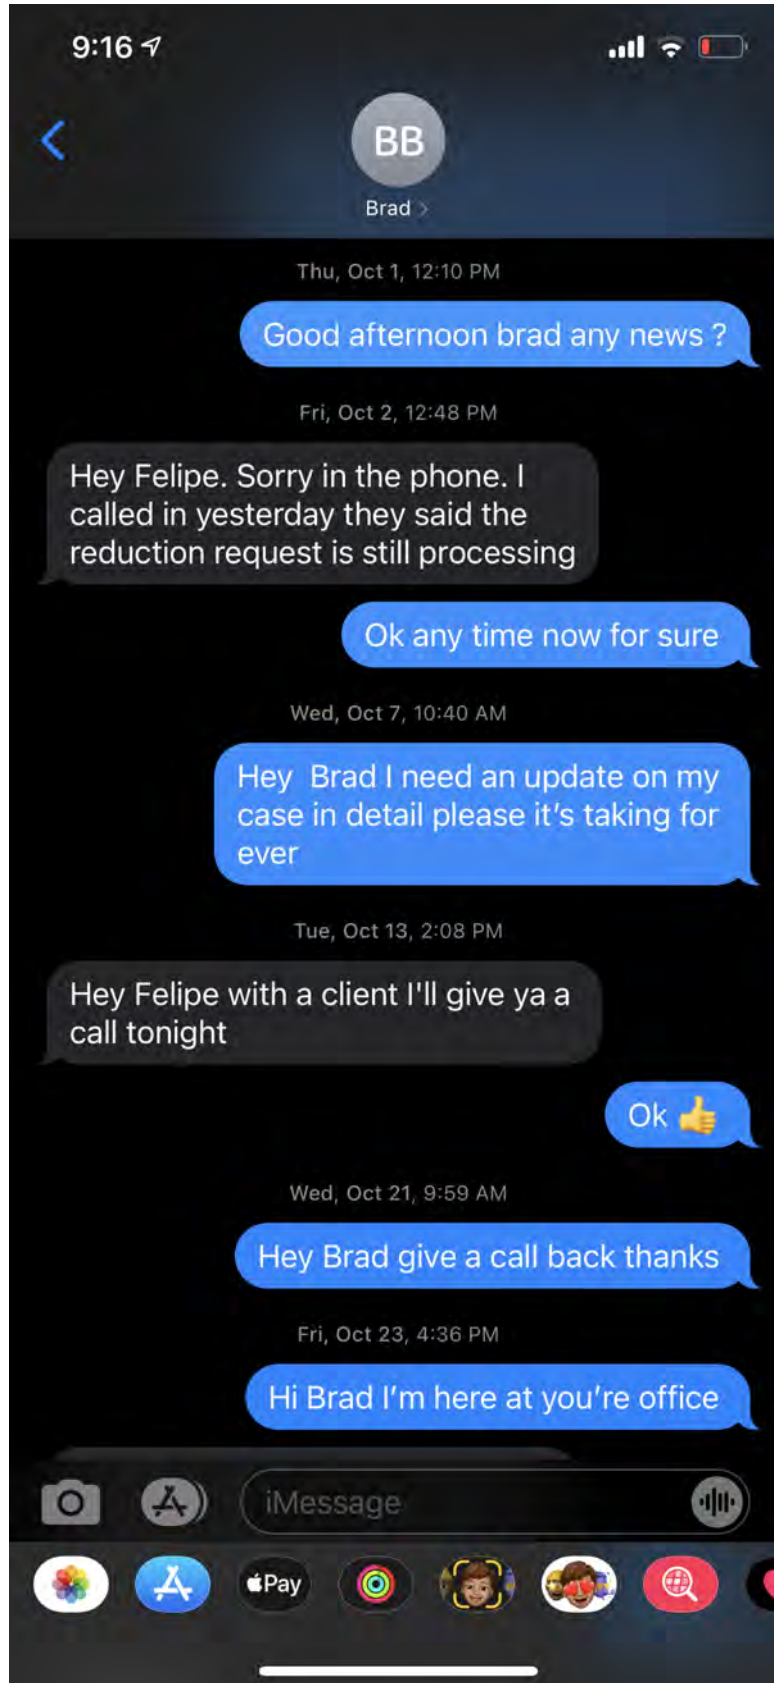 9:16
BB
Brad
Thu, Oct 1, 12:10 PM
Good afternoon brad any news ?
Fri, Oct 2, 12:48 PM
Hey Felipe. Sorry in the phone. I
called in yesterday they said the
reduction request is still processing
Ok any time now for sure
Wed, Oct 7, 10:40 AM
Hey  Brad I need an update on my
case in detail please it's taking for
ever
Tue, Oct 13, 2:08 PM
Hey Felipe with a client I'll give ya a
call tonight
Ok 👍
Wed, Oct 21, 9:59 AM
Hey Brad give a call back thanks
Fri, Oct 23, 4:36 PM
Hi Brad I'm here at you're office
iMessage
Pay